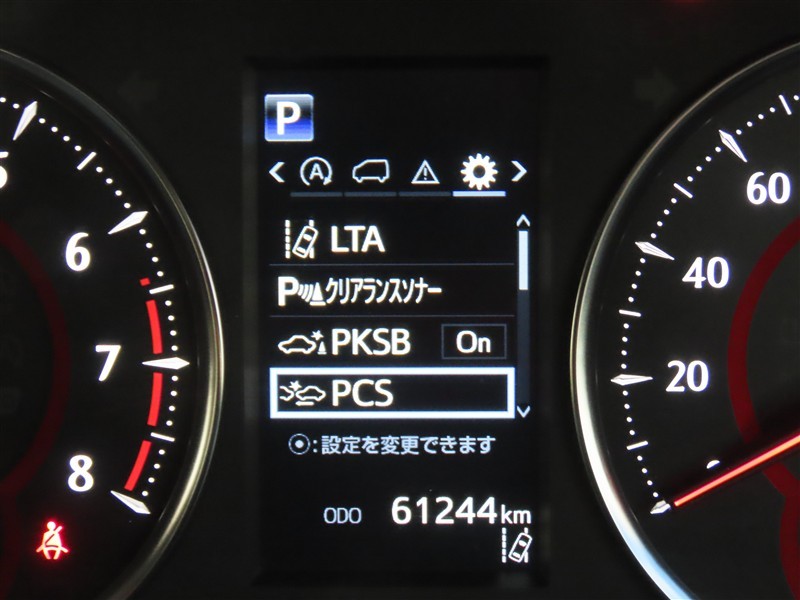 P
A
LTA
Pクリアランスソナー
PKSB On
PCS
:設定を変更できます
ODO 61244km
6
7
8
60
40
20